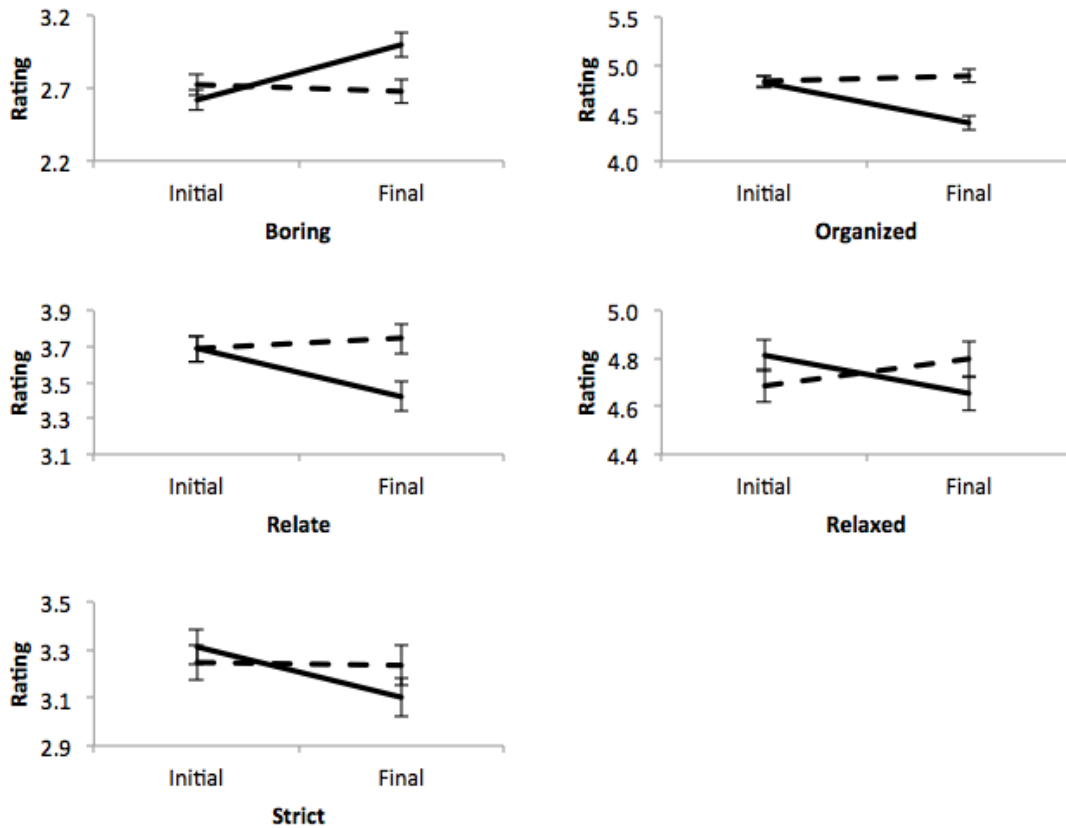 3.2
2.7
2.2
Rating
Initial Final
Boring
5.5
5.0
4.5
4.0
Rating
Initial Final
Organized
3.9
3.7
3.5
3.3
3.1
Rating
Initial Final
Relate
5.0
4.8
4.6
4.4
Rating
Initial Final
Relaxed
3.5
3.3
3.1
2.9
Rating
Initial Final
Strict